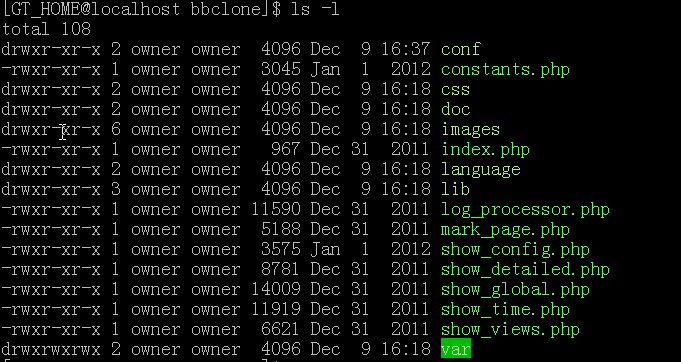 [GT_HOME@localhost bbclone]$ ls -l
total 108
drwxr-xr-x 2 owner owner 4096 Dec 9 16:37 conf
-rwxr-xr-x 1 owner owner 3045 Jan 1 2012 constants.php
drwxr-xr-x 2 owner owner 4096 Dec 9 16:18 css
drwxr-xr-x 2 owner owner 4096 Dec 9 16:18 doc
drwxr-xr-x 6 owner owner 4096 Dec 9 16:18 images
-rwxr-xr-x 1 owner owner 967 Dec 31 2011 index.php
drwxr-xr-x 2 owner owner 4096 Dec 9 16:18 language
drwxr-xr-x 3 owner owner 4096 Dec 9 16:18 lib
-rwxr-xr-x 1 owner owner 11590 Dec 31 2011 log_processor.php
-rwxr-xr-x 1 owner owner 5188 Dec 31 2011 mark_page.php
-rwxr-xr-x 1 owner owner 3575 Jan 1 2012 show_config.php
-rwxr-xr-x 1 owner owner 8781 Dec 31 2011 show_detailed.php
-rwxr-xr-x 1 owner owner 14009 Dec 31 2011 show_global.php
-rwxr-xr-x 1 owner owner 11919 Dec 31 2011 show_time.php
-rwxr-xr-x 1 owner owner 6621 Dec 31 2011 show_views.php
drwxrwxrwx 2 owner owner 4096 Dec 9 16:18 var